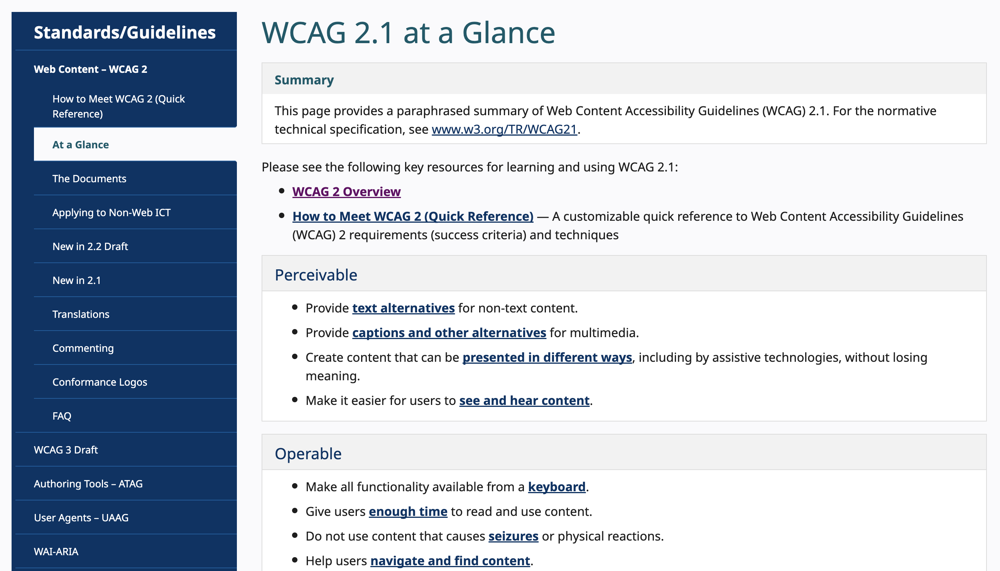 Standards/Guidelines
Web Content – WCAG 2
How to Meet WCAG 2 (Quick
Reference)
At a Glance
The Documents
Applying to Non-Web ICT
New in 2.2 Draft
New in 2.1
Translations
Commenting
Conformance Logos
FAQ
WCAG 3 Draft
Authoring Tools – ATAG
User Agents – UAAG
WAI-ARIA
WCAG 2.1 at a Glance
Summary
This page provides a paraphrased summary of Web Content Accessibility Guidelines (WCAG) 2.1. For the normative
technical specification, see www.w3.org/TR/WCAG21.
Please see the following key resources for learning and using WCAG 2.1:
• WCAG 2 Overview
• How to Meet WCAG 2 (Quick Reference) — A customizable quick reference to Web Content Accessibility Guidelines
(WCAG) 2 requirements (success criteria) and techniques
Perceivable
• Provide text alternatives for non-text content.
• Provide captions and other alternatives for multimedia.
• Create content that can be presented in different ways, including by assistive technologies, without losing
meaning.
• Make it easier for users to see and hear content.
Operable
• Make all functionality available from a keyboard.
• Give users enough time to read and use content.
• Do not use content that causes seizures or physical reactions.
• Help users navigate and find content.